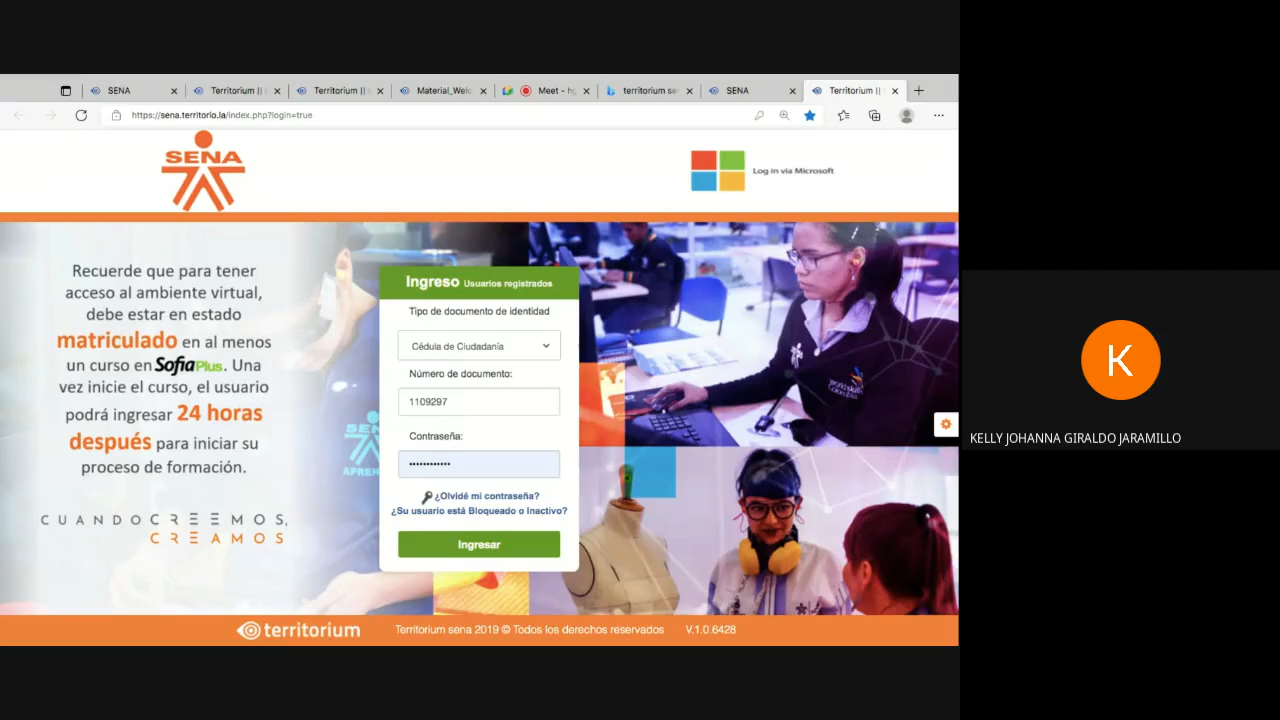 SENA
Territorium ||
Territorium ||
Material_Welc
Meet - hg
territorium se
SENA
Territorium ||
https://sena.territorio.la/index.php?login=true
SENA
Log in via Microsoft
Recuerde que para tener
acceso al ambiente virtual,
debe estar en estado
matriculado en al menos
un curso en SofiaPlus. Una
vez inicie el curso, el usuario
podrá ingresar 24 horas
después para iniciar su
proceso de formación.
CUANDO CREEMOS,
CREAMOS
Ingreso Usuarios registrados
Tipo de documento de identidad
Cédula de Ciudadanía
Número de documento:
1109297
Contraseña:
••••••••••••
¿Olvidé mi contraseña?
¿Su usuario está Bloqueado o Inactivo?
Ingresar
worldskills
Colombia
SENA
APREN
territorium
Territorium sena 2019 © Todos los derechos reservados
V.1.0.6428
K
KELLY JOHANNA GIRALDO JARAMILLO